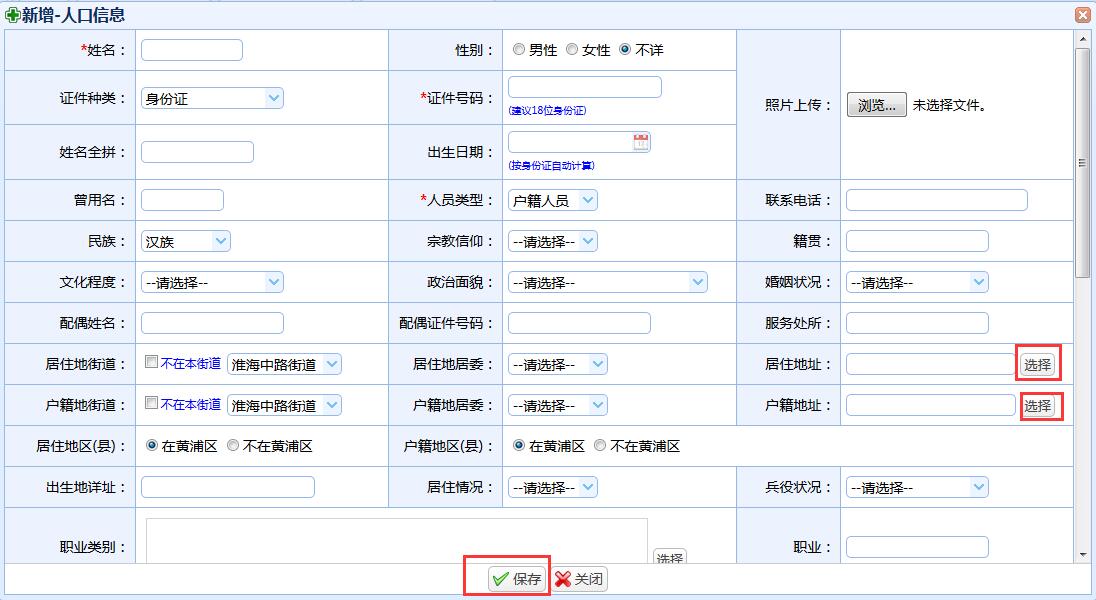 新增-人口信息
*姓名：
性别：
男性 女性 不详
照片上传：
浏览... 未选择文件。
证件种类：
身份证
*证件号码：
(建议18位身份证)
姓名全拼：
出生日期：
(按身份证自动计算)
曾用名：
*人员类型：
户籍人员
联系电话：
民族：
汉族
宗教信仰：
--请选择--
籍贯：
文化程度：
--请选择--
政治面貌：
--请选择--
婚姻状况：
--请选择--
配偶姓名：
配偶证件号码：
服务处所：
居住地街道：
不在本街道 淮海中路街道
居住地居委：
--请选择--
居住地址：
选择
户籍地街道：
不在本街道 淮海中路街道
户籍地居委：
--请选择--
户籍地址：
选择
居住地区(县)：
在黄浦区 不在黄浦区
户籍地区(县)：
在黄浦区 不在黄浦区
出生地详址：
居住情况：
--请选择--
兵役状况：
--请选择--
职业类别：
选择
职业：
保存 关闭